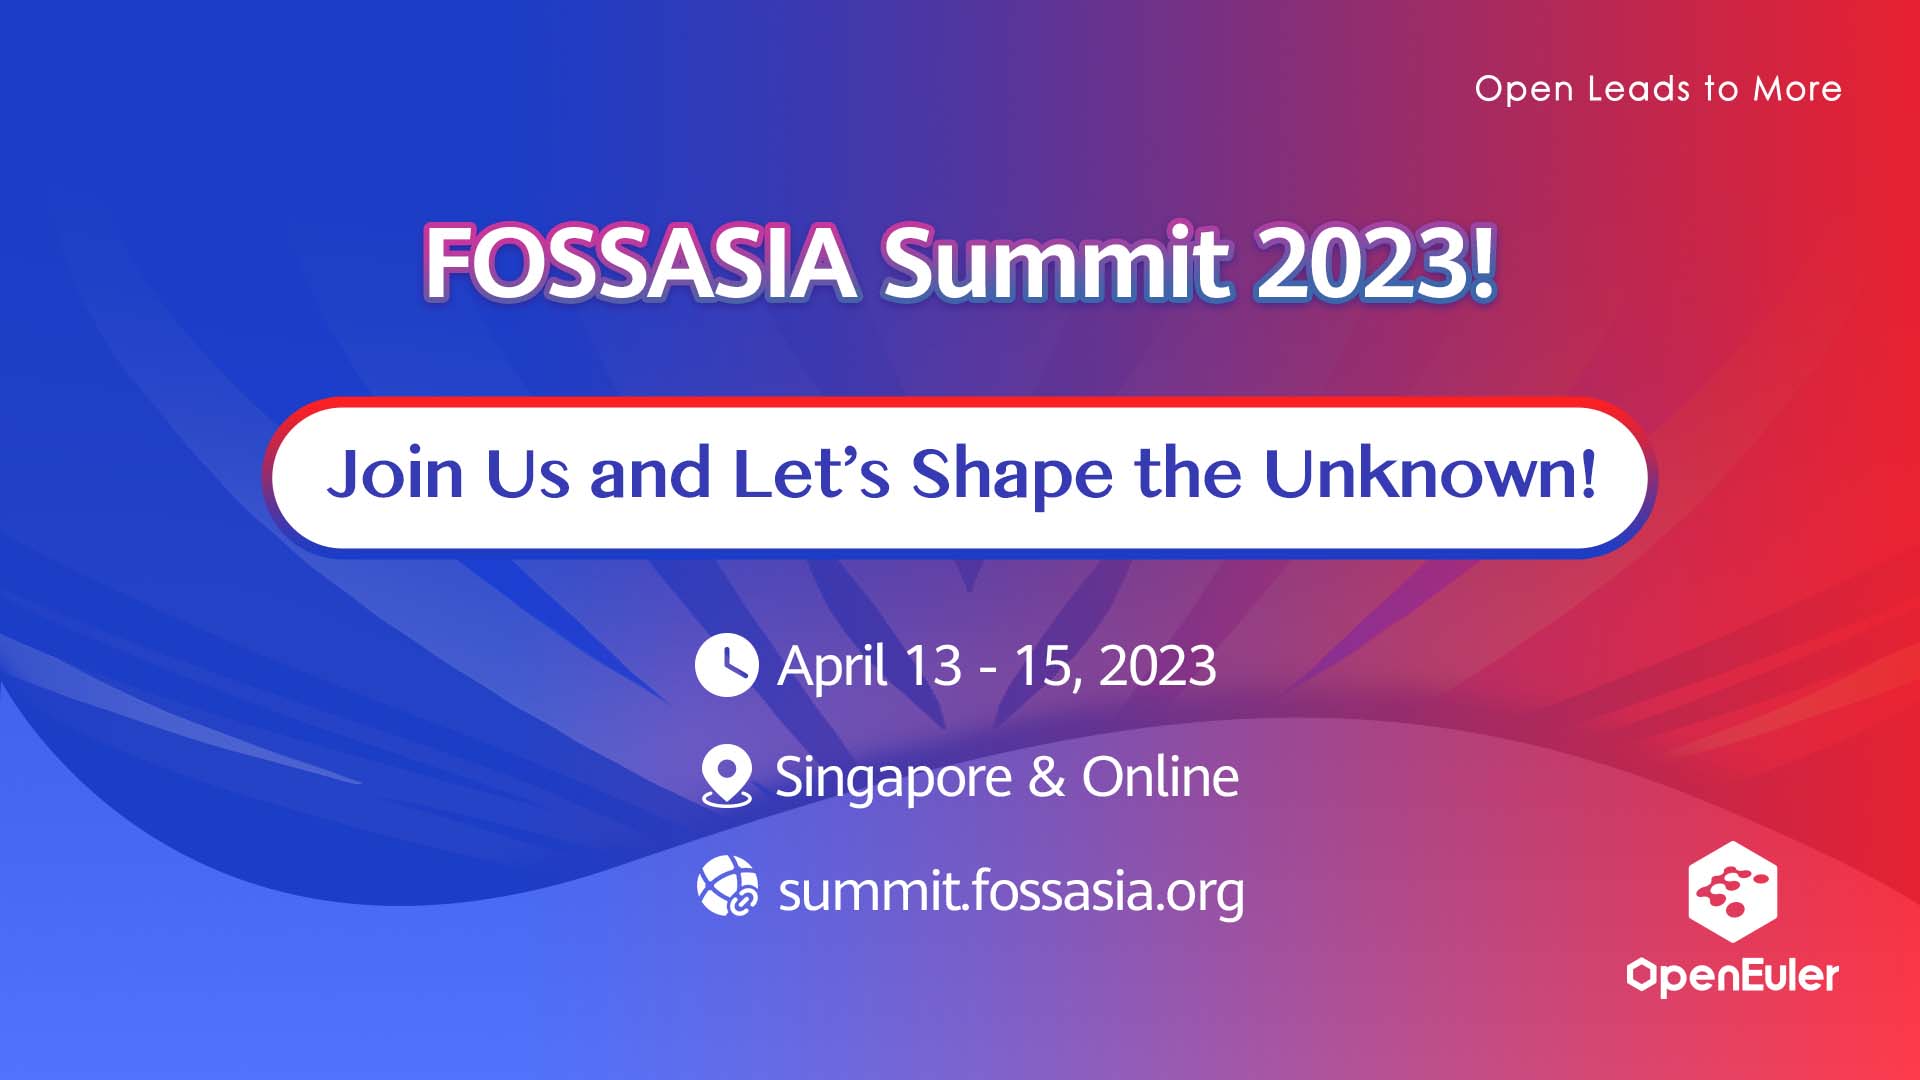 Open Leads to More
FOSSASIA Summit 2023!
Join Us and Let’s Shape the Unknown!
April 13 - 15, 2023
Singapore & Online
summit.fossasia.org
OpenEuler